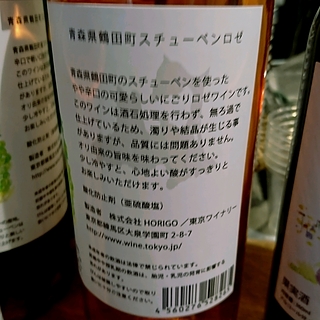 青森県鶴田町スチューベンロゼ
青森県鶴田町のスチューベンを使った
やや辛口の可愛らしいにごりロゼワインです。
このワインは酒石処理を行わず、無ろ過で
仕上げているため、濁りや結晶が生じる事
がありますが、品質には問題ありません。
オリ由来の旨味を味わってください。
少し冷やすと、心地よい酸がすっきりと
お楽しみいただけます。
酸化防止剤（亜硫酸塩）
製造者 株式会社 HORIGO ／東京ワイナリー
東京都練馬区大泉学園町 2-8-7
http://www.wine.tokyo.jp/
果実酒